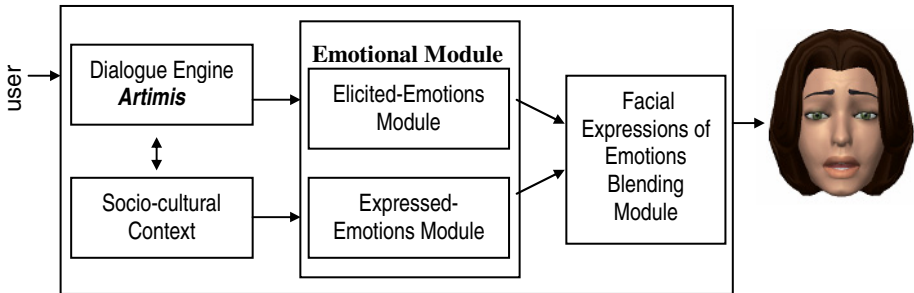 user
Dialogue Engine
Artimis
Socio-cultural
Context
Emotional Module
Elicited-Emotions
Module
Expressed-
Emotions Module
Facial
Expressions of
Emotions
Blending
Module